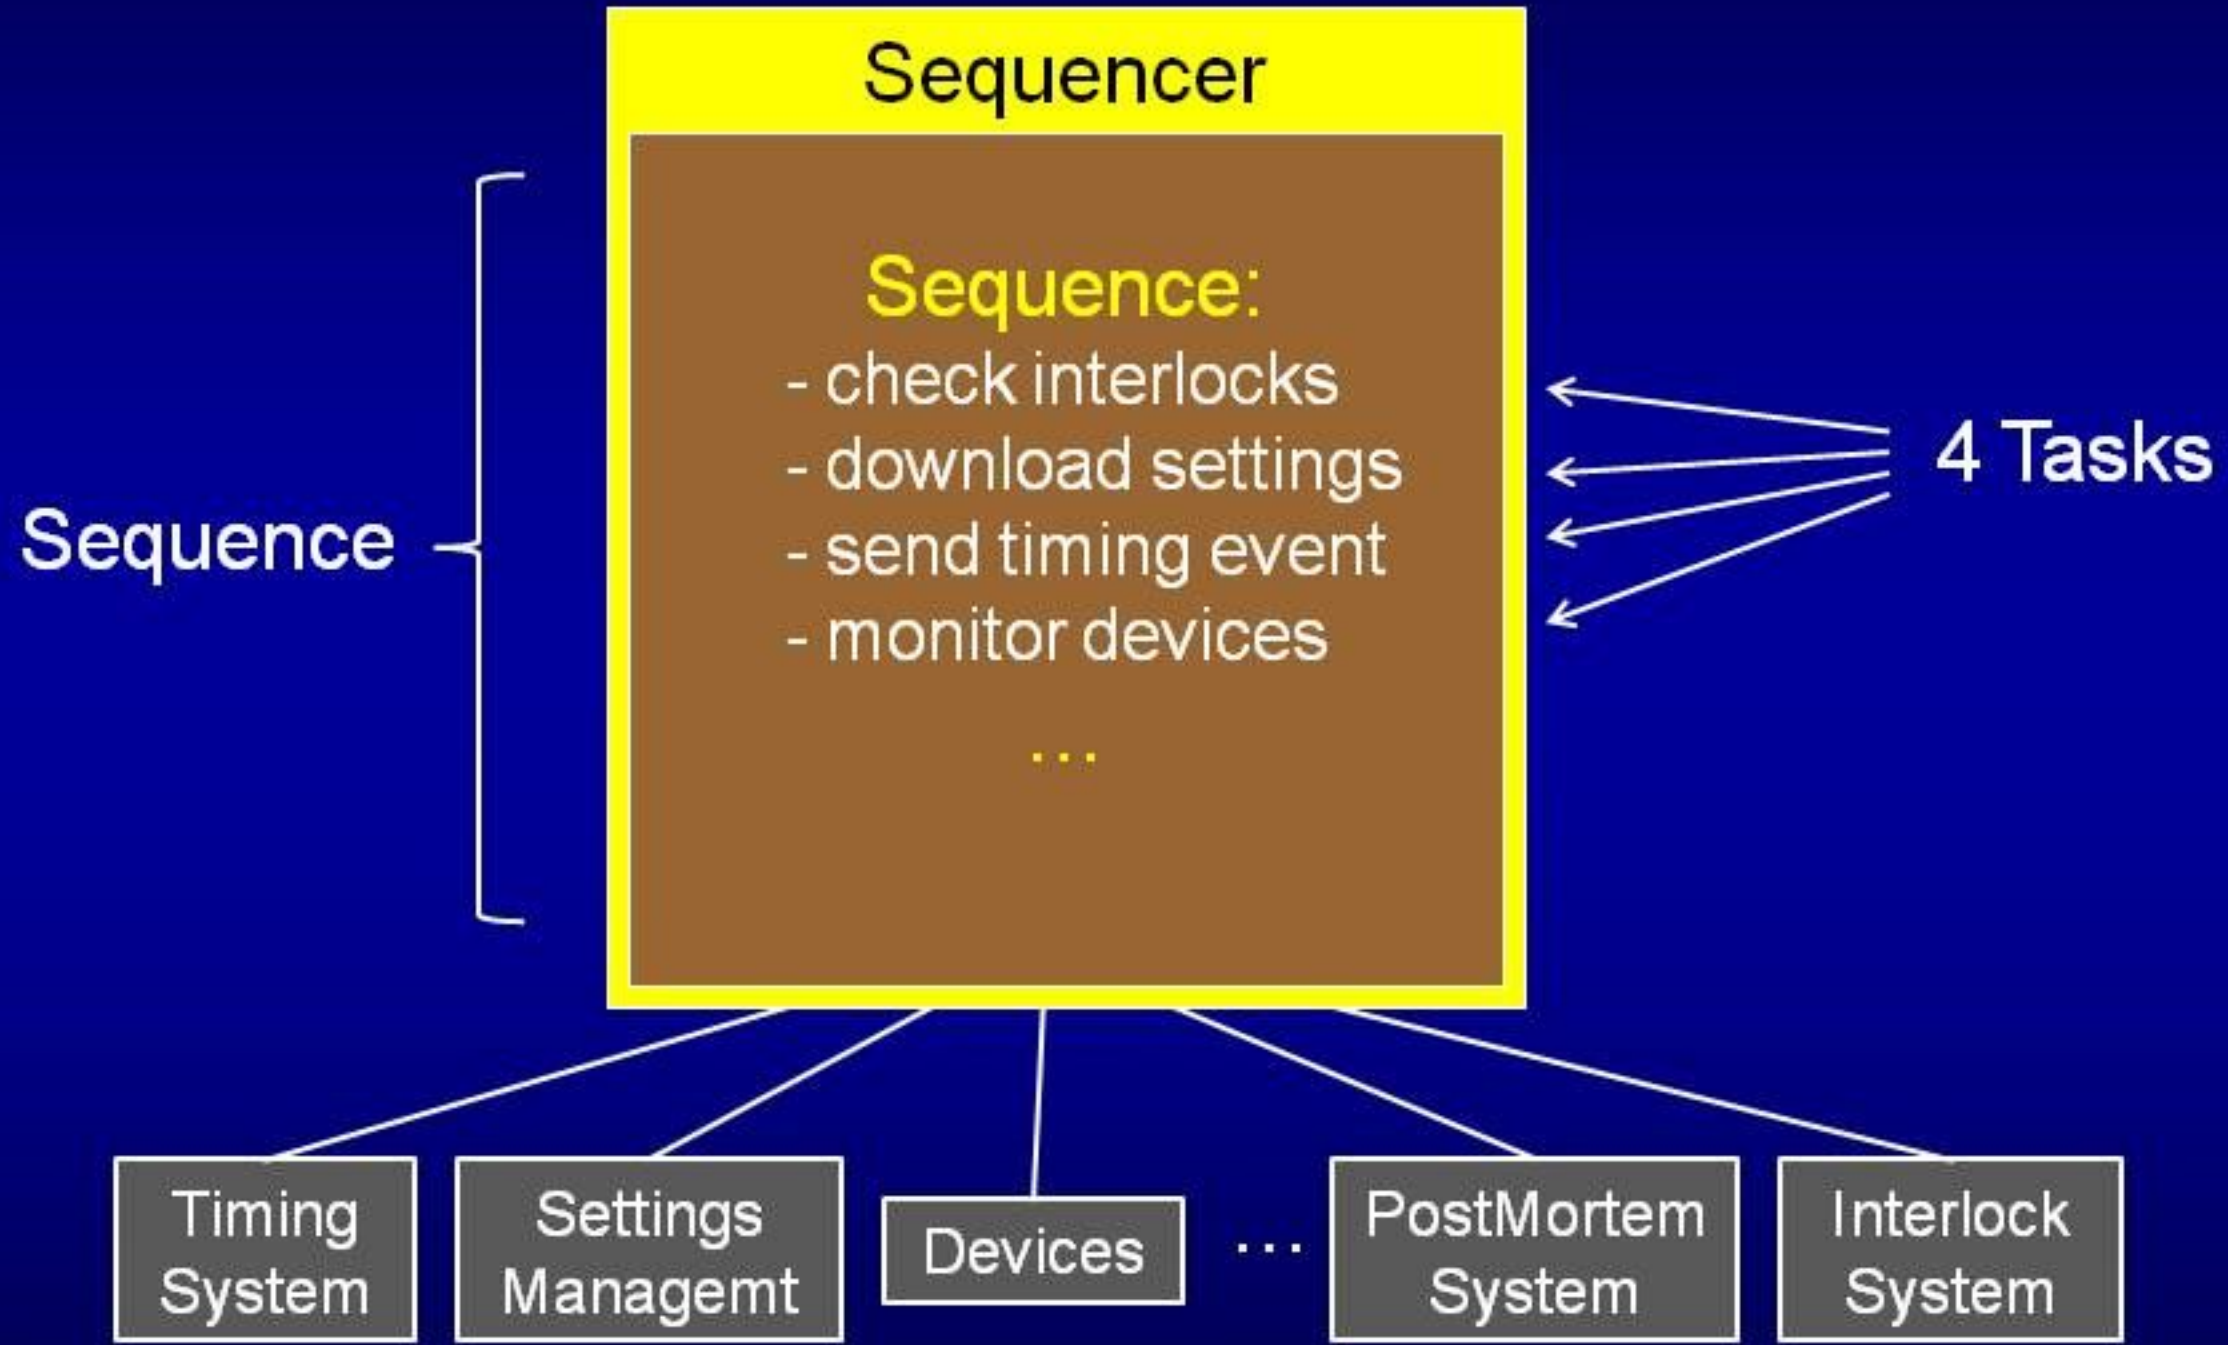 Sequencer
Sequence:
- check interlocks
- download settings
- send timing event
- monitor devices
...
Sequence
4 Tasks
Timing
System
Settings
Managemt
Devices
...
PostMortem
System
Interlock
System